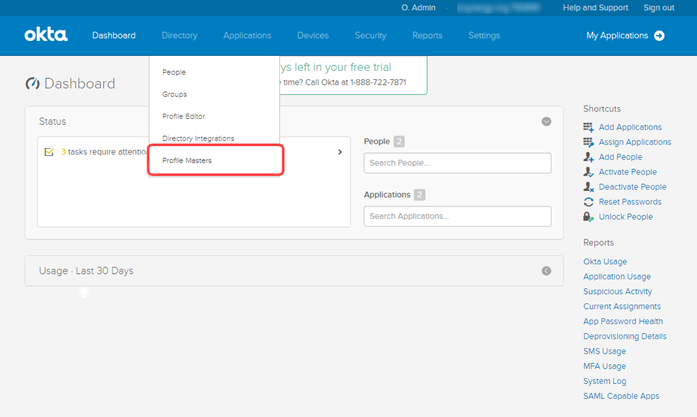 O. Admin
Help and Support
Sign out
okta
Dashboard
Directory
Applications
Devices
Security
Reports
Settings
My Applications
People
Groups
Profile Editor
Directory Integrations
Profile Masters
ys left in your free trial
time? Call Okta at 1-888-722-7871
Dashboard
Status
3 tasks require attentio
People 2
Search People...
Applications 2
Search Applications...
Usage · Last 30 Days
Shortcuts
Add Applications
Assign Applications
Add People
Activate People
Deactivate People
Reset Passwords
Unlock People
Reports
Okta Usage
Application Usage
Suspicious Activity
Current Assignments
App Password Health
Deprovisioning Details
SMS Usage
MFA Usage
System Log
SAML Capable Apps